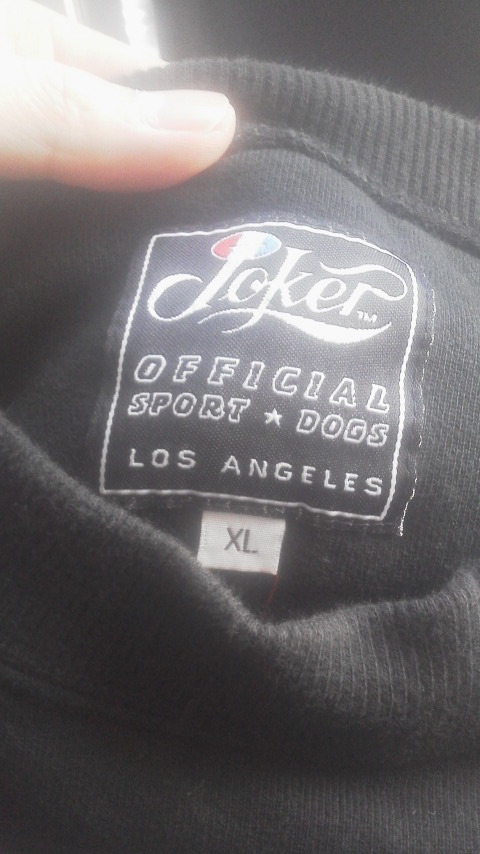 Joker™
OFFICIAL
SPORT ★ DOGS
LOS ANGELES
XL